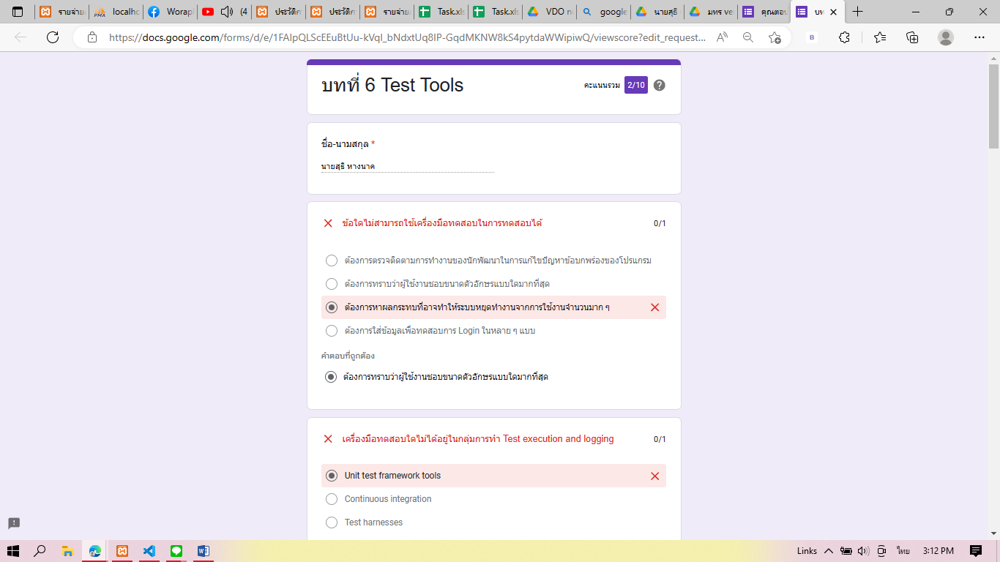 รายจ่าย
localho
Worap
(4
ประวัติก
ประวัติก
รายจ่าย
Task.xls
Task.xls
VDO n
google
นายสุธิ
มทร ve
คุณตอบ
บท
https://docs.google.com/forms/d/e/1FAIpQLScEEuBtUu-kVqI_bNdxtUq8IP-GqdMKNW8kS4pytdaWWipiwQ/viewscore?edit_request...
บทที่ 6 Test Tools
คะแนนรวม 2/10
ชื่อ-นามสกุล *
นายสุธิ หางนาค
ข้อใดไม่สามารถใช้เครื่องมือทดสอบในการทดสอบได้ 0/1
ต้องการตรวจติดตามการทำงานของนักพัฒนาในการแก้ไขปัญหาข้อบกพร่องของโปรแกรม
ต้องการทราบว่าผู้ใช้งานชอบขนาดตัวอักษรแบบใดมากที่สุด
ต้องการหาผลกระทบที่อาจทำให้ระบบหยุดทำงานจากการใช้งานจำนวนมาก ๆ
ต้องการใส่ข้อมูลเพื่อทดสอบการ Login ในหลาย ๆ แบบ
คำตอบที่ถูกต้อง
ต้องการทราบว่าผู้ใช้งานชอบขนาดตัวอักษรแบบใดมากที่สุด
เครื่องมือทดสอบใดไม่ได้อยู่ในกลุ่มการทำ Test execution and logging 0/1
Unit test framework tools
Continuous integration
Test harnesses
Links
ไทย
3:12 PM